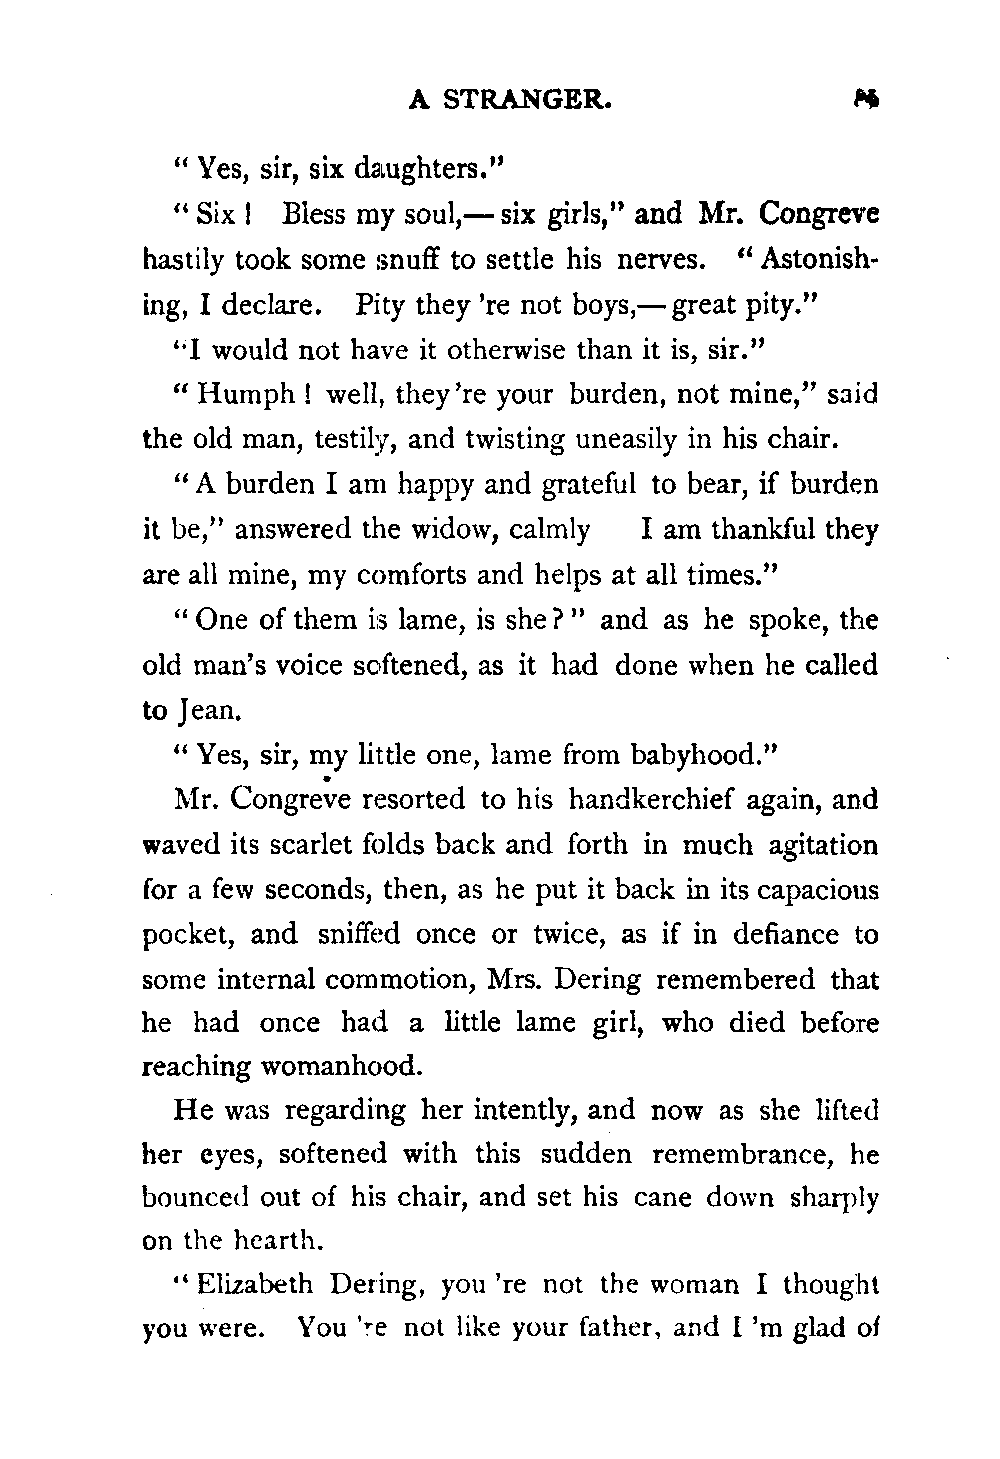 A STRANGER.
" Yes, sir, six daughters."
" Six ! Bless my soul,— six girls," and Mr. Congreve
hastily took some snuff to settle his nerves. " Astonish-
ing, I declare. Pity they 're not boys,— great pity."
"I would not have it otherwise than it is, sir."
" Humph ! well, they 're your burden, not mine," said
the old man, testily, and twisting uneasily in his chair.
" A burden I am happy and grateful to bear, if burden
it be," answered the widow, calmly I am thankful they
are all mine, my comforts and helps at all times."
" One of them is lame, is she ? " and as he spoke, the
old man's voice softened, as it had done when he called
to Jean.
" Yes, sir, my little one, lame from babyhood."
Mr. Congreve resorted to his handkerchief again, and
waved its scarlet folds back and forth in much agitation
for a few seconds, then, as he put it back in its capacious
pocket, and sniffed once or twice, as if in defiance to
some internal commotion, Mrs. Dering remembered that
he had once had a little lame girl, who died before
reaching womanhood.
He was regarding her intently, and now as she lifted
her eyes, softened with this sudden remembrance, he
bounced out of his chair, and set his cane down sharply
on the hearth.
" Elizabeth Dering, you 're not the woman I thought
you were. You 're not like your father, and I 'm glad of